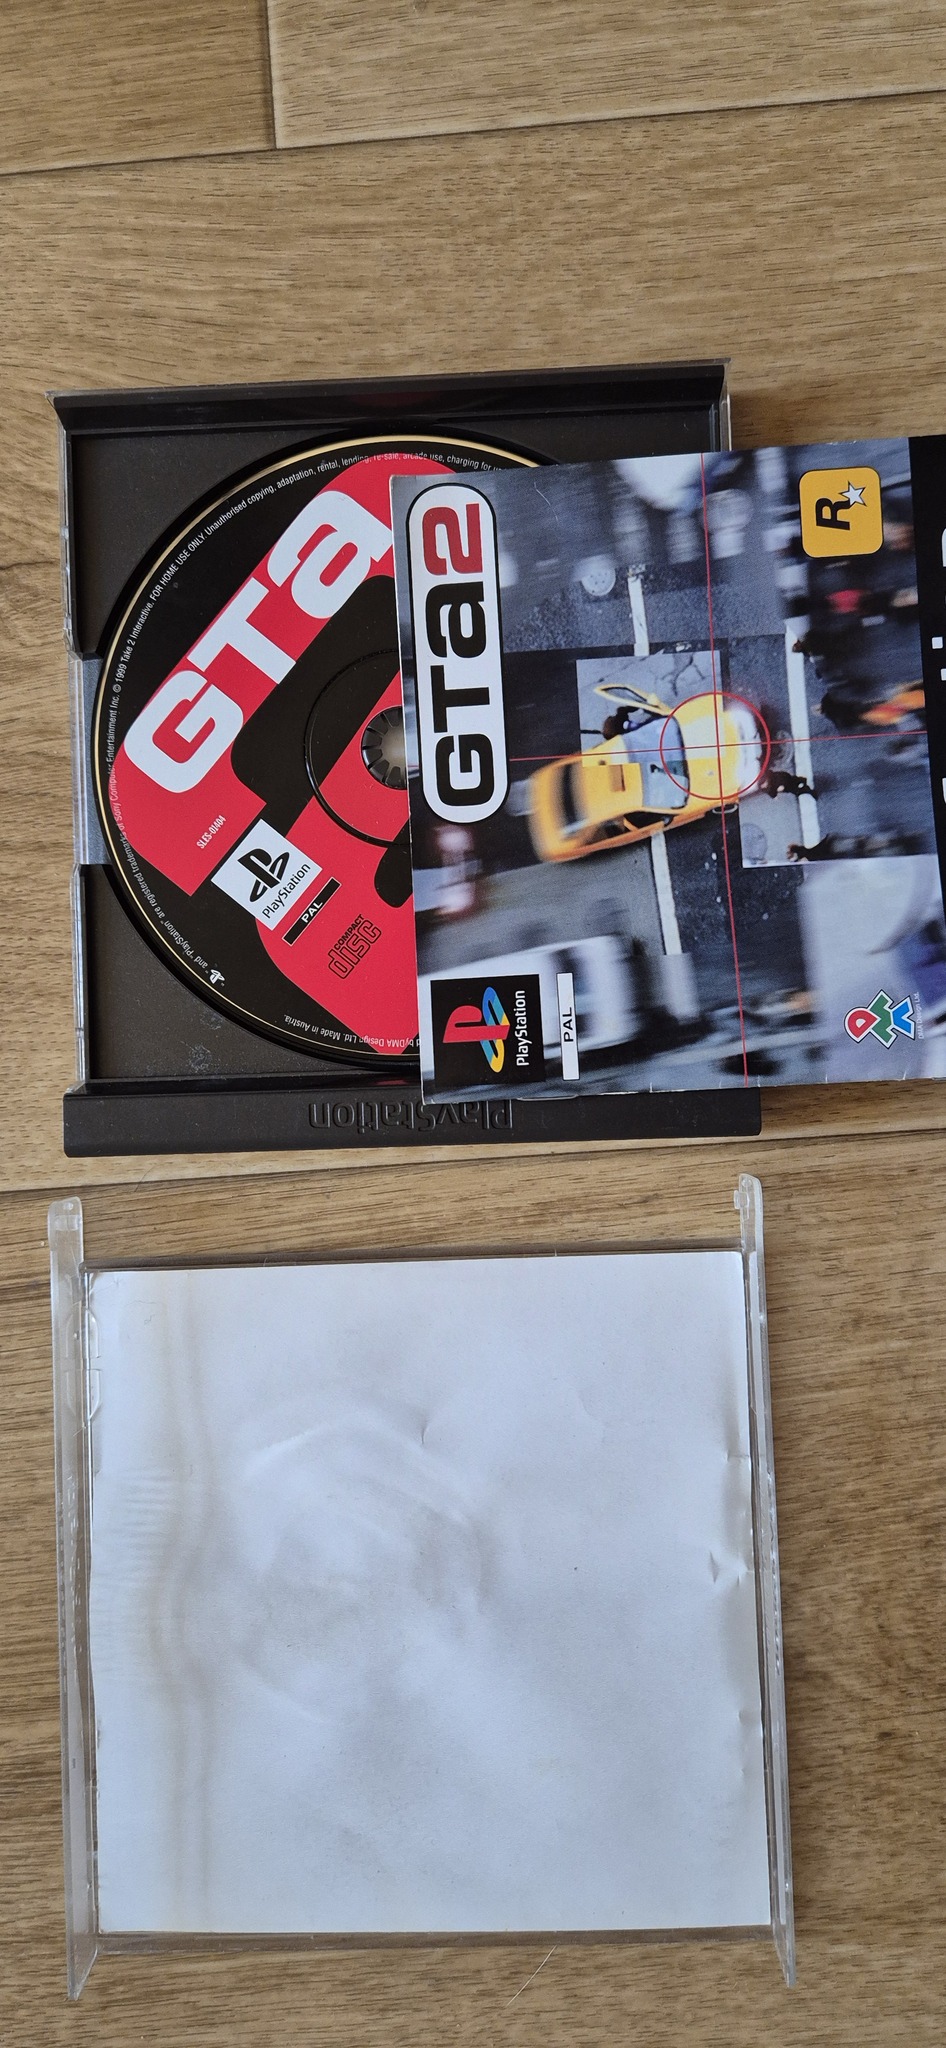 GTa
SLES-01404
PlayStation
PAL
COMPACT
disc
" and "PlayStation" are registered trademarks of Sony Computer Entertainment Inc. © 1999 Take 2 Interactive. FOR HOME USE ONLY. Unauthorised copying, adaptation, rental, lending, re-sale, arcade use, charging for
by DMA Design Ltd. Made in Austria.
GTa2
R
PlayStation
PAL
DMA
PlayStation